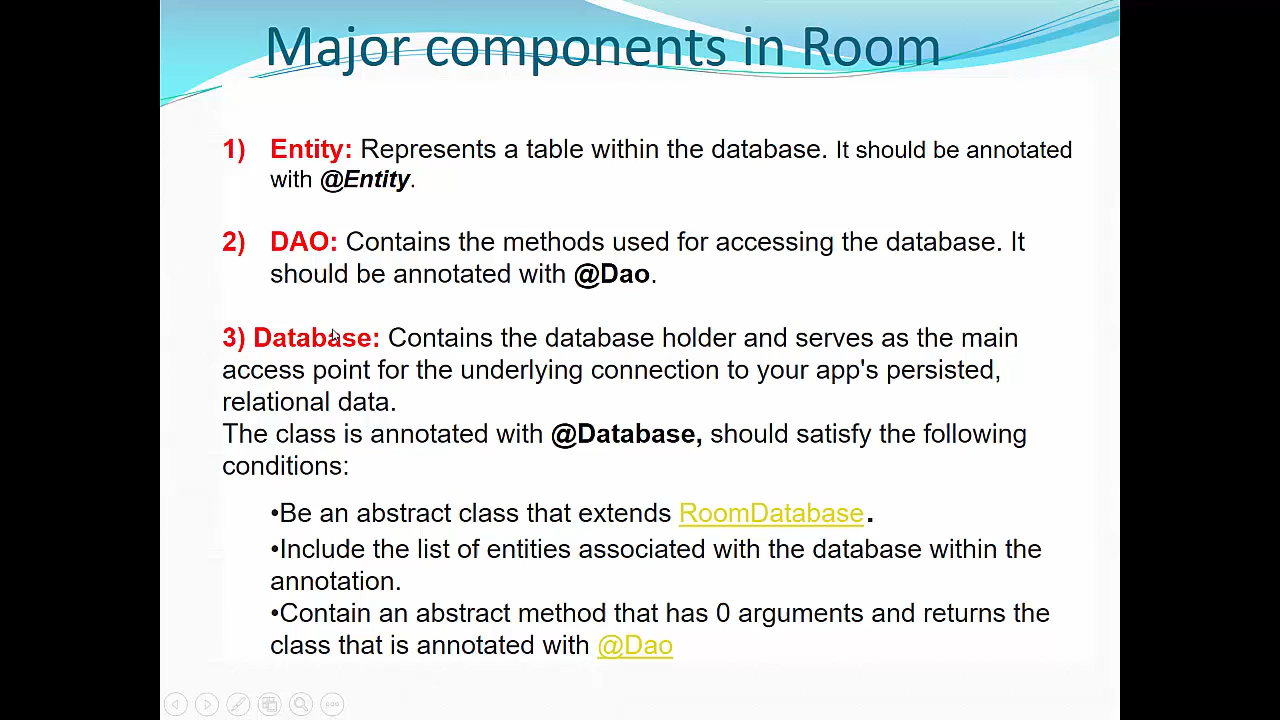 Major components in Room
1) Entity: Represents a table within the database. It should be annotated
with @Entity.
2) DAO: Contains the methods used for accessing the database. It
should be annotated with @Dao.
3) Database: Contains the database holder and serves as the main
access point for the underlying connection to your app's persisted,
relational data.
The class is annotated with @Database, should satisfy the following
conditions:
•Be an abstract class that extends RoomDatabase.
•Include the list of entities associated with the database within the
annotation.
•Contain an abstract method that has 0 arguments and returns the
class that is annotated with @Dao